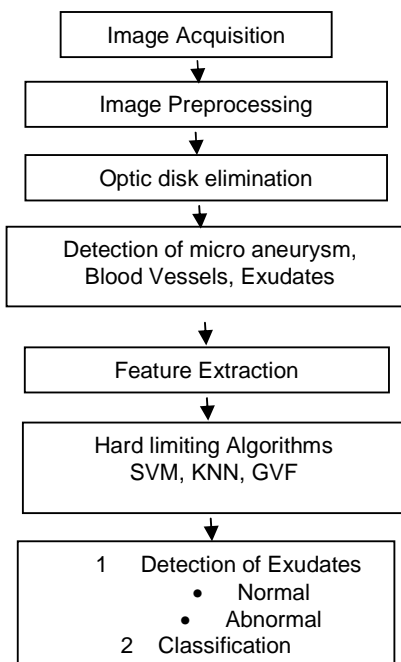 Image Acquisition
Image Preprocessing
Optic disk elimination
Detection of micro aneurysm,
Blood Vessels, Exudates
Feature Extraction
Hard limiting Algorithms
SVM, KNN, GVF
1 Detection of Exudates
• Normal
• Abnormal
2 Classification